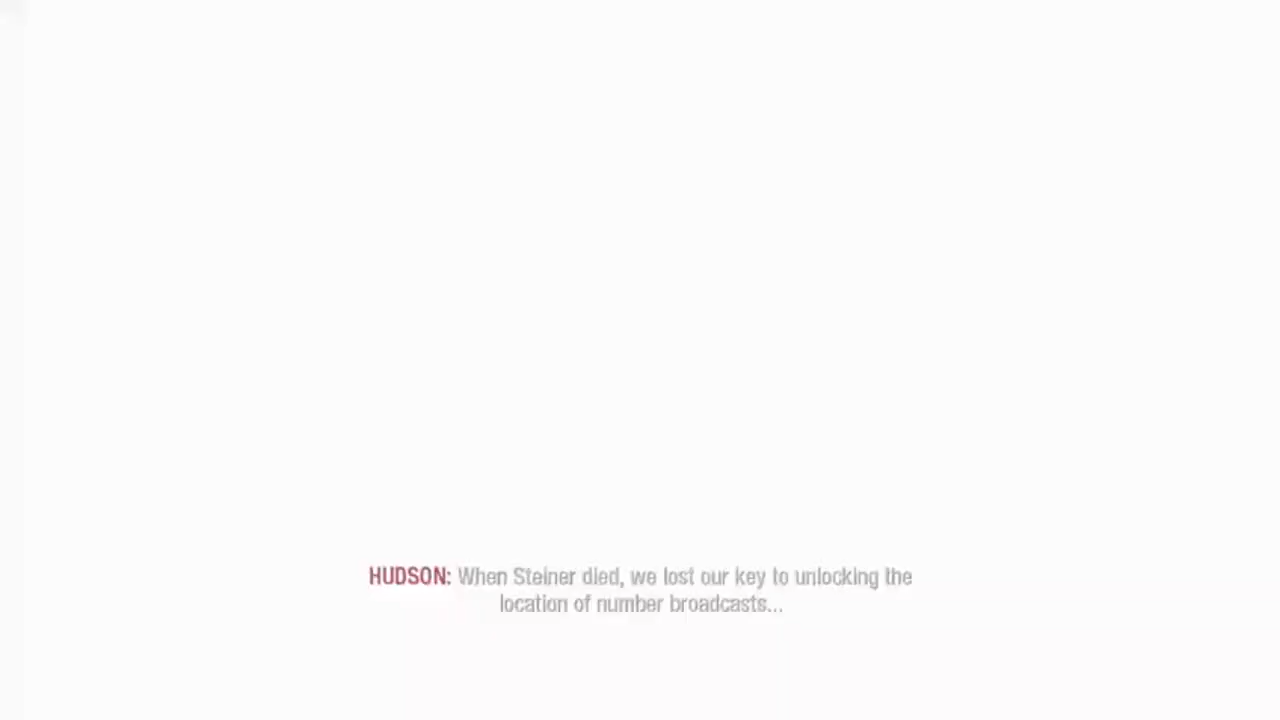 HUDSON: When Steiner died, we lost our key to unlocking the
location of number broadcasts...